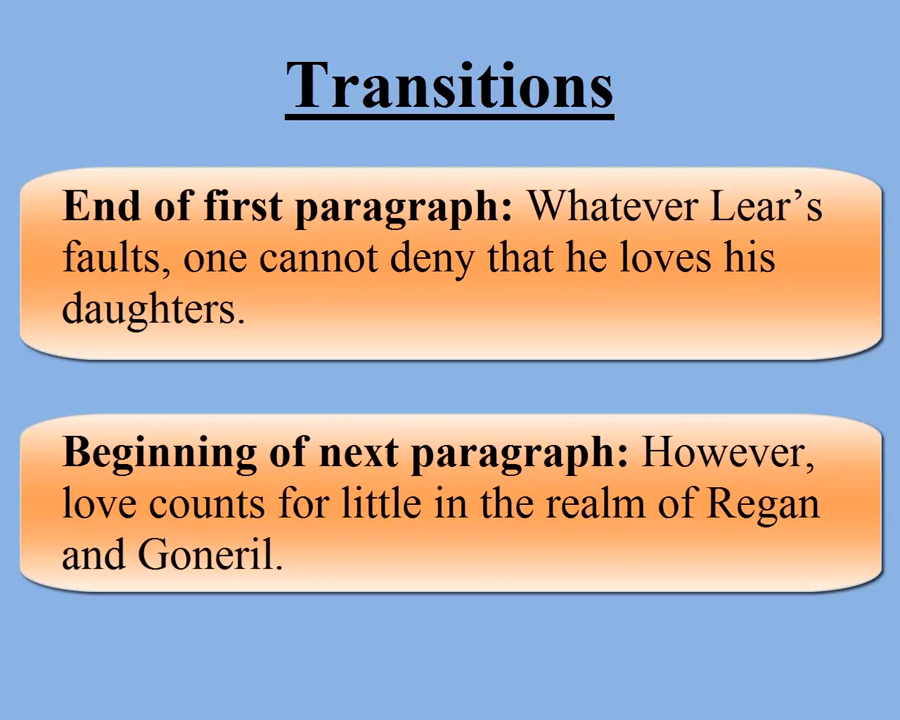 Transitions
End of first paragraph: Whatever Lear’s
faults, one cannot deny that he loves his
daughters.
Beginning of next paragraph: However,
love counts for little in the realm of Regan
and Goneril.